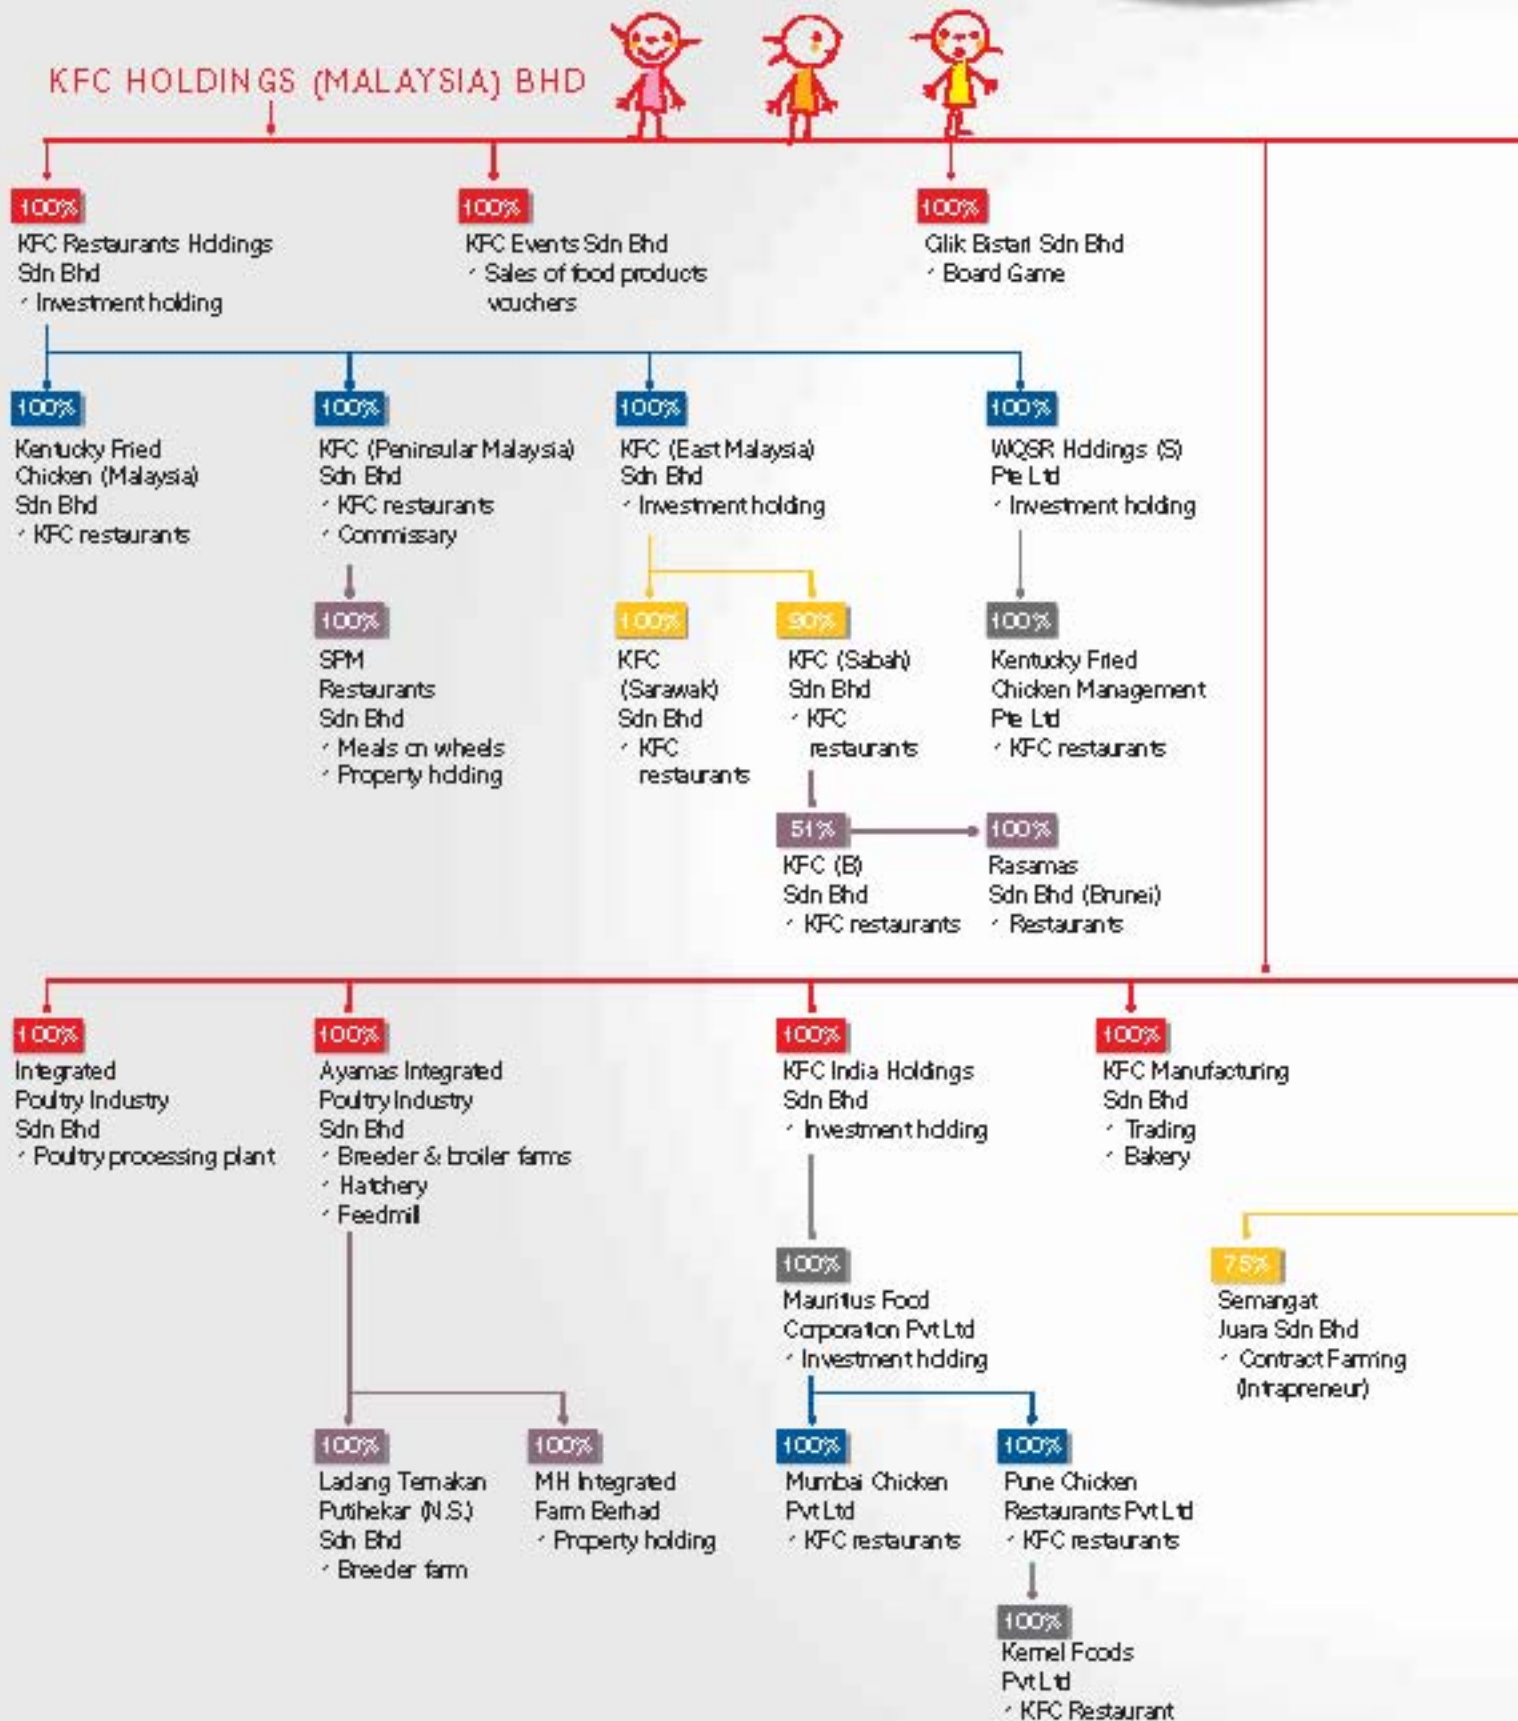 KFC HOLDINGS (MALAYSIA) BHD
100%
KFC Restaurants Holdings
Sdn Bhd
Investment holding
100%
KFC Events Sdn Bhd
Sales of food products
vouchers
100%
Cilik Bistari Sdn Bhd
Board Game
100%
Kentucky Fried
Chicken (Malaysia)
Sdn Bhd
KFC restaurants
100%
KFC (Peninsular Malaysia)
Sdn Bhd
KFC restaurants
Commissary
100%
KFC (East Malaysia)
Sdn Bhd
Investment holding
100%
WQSR Holdings (S)
Pte Ltd
Investment holding
100%
SPM
Restaurants
Sdn Bhd
Meals on wheels
Property holding
100%
KFC
(Sarawak)
Sdn Bhd
KFC
restaurants
90%
KFC (Sabah)
Sdn Bhd
KFC
restaurants
100%
Kentucky Fried
Chicken Management
Pte Ltd
KFC restaurants
51%
KFC (B)
Sdn Bhd
KFC restaurants
100%
Rasamas
Sdn Bhd (Brunei)
Restaurants
100%
Integrated
Poultry Industry
Sdn Bhd
Poultry processing plant
100%
Ayamas Integrated
Poultry Industry
Sdn Bhd
Breeder & broiler farms
Hatchery
Feedmill
100%
KFC India Holdings
Sdn Bhd
Investment holding
100%
KFC Manufacturing
Sdn Bhd
Trading
Bakery
100%
Mauritius Food
Corporation Pvt Ltd
Investment holding
75%
Semangat
Juara Sdn Bhd
Contract Farming
(Intrapreneur)
100%
Ladang Ternakan
Putihekar (N.S.)
Sdn Bhd
Breeder farm
100%
MH Integrated
Farm Berhad
Property holding
100%
Mumbai Chicken
Pvt Ltd
KFC restaurants
100%
Pune Chicken
Restaurants Pvt Ltd
KFC restaurants
100%
Kernel Foods
Pvt Ltd
KFC Restaurant